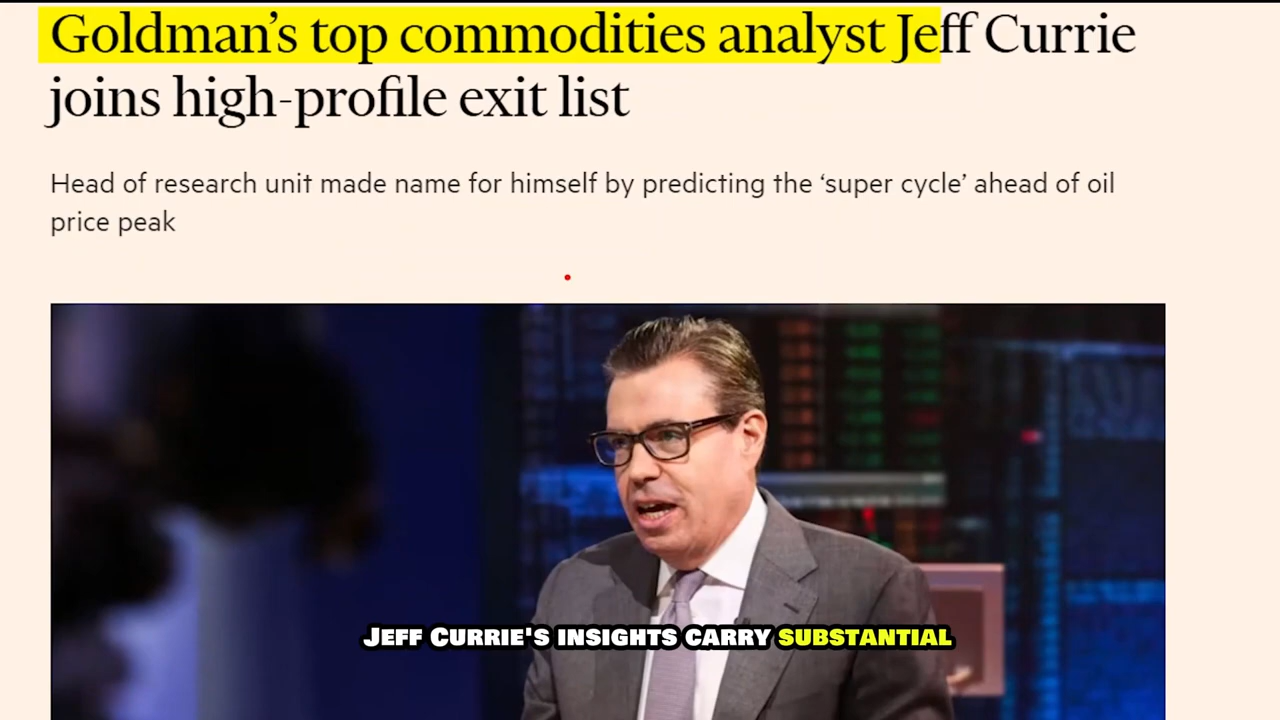 Goldman’s top commodities analyst Jeff Currie
joins high-profile exit list
Head of research unit made name for himself by predicting the ‘super cycle’ ahead of oil
price peak
JEFF CURRIE'S INSIGHTS CARRY SUBSTANTIAL